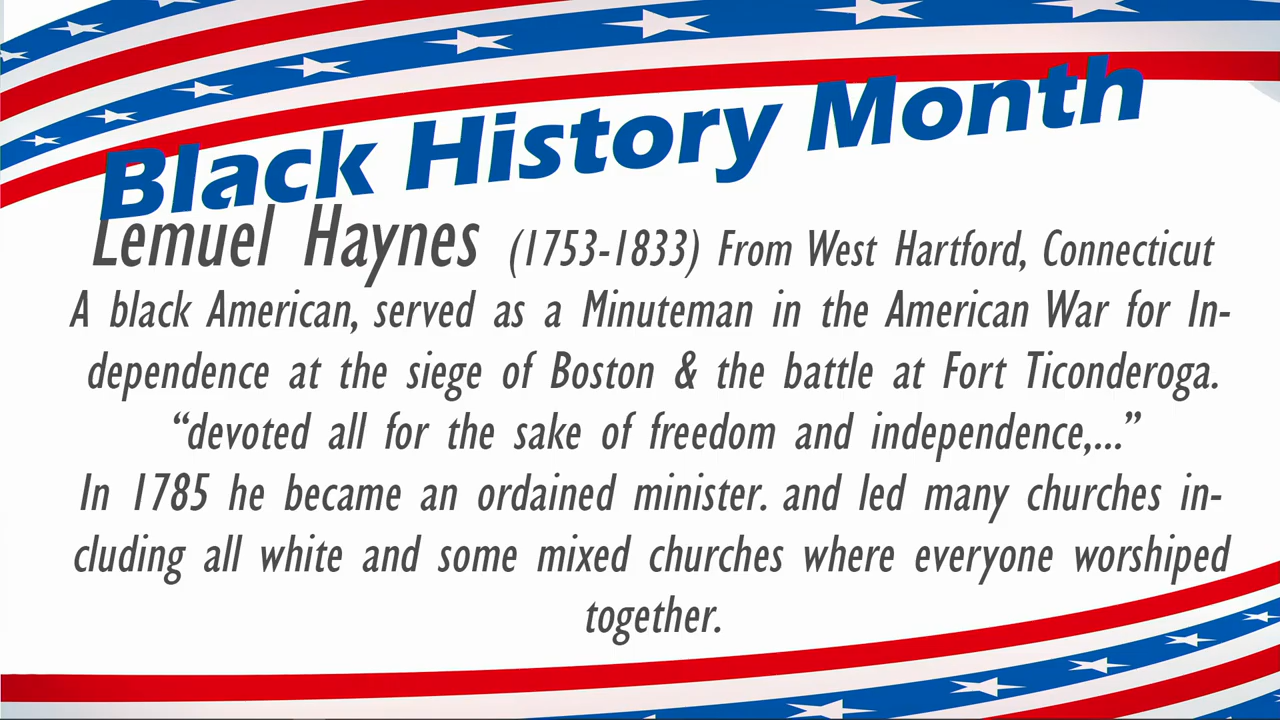 Black History Month
Lemuel Haynes (1753-1833) From West Hartford, Connecticut
A black American, served as a Minuteman in the American War for In-
dependence at the siege of Boston & the battle at Fort Ticonderoga.
“devoted all for the sake of freedom and independence,...”
In 1785 he became an ordained minister. and led many churches in-
cluding all white and some mixed churches where everyone worshiped
together.